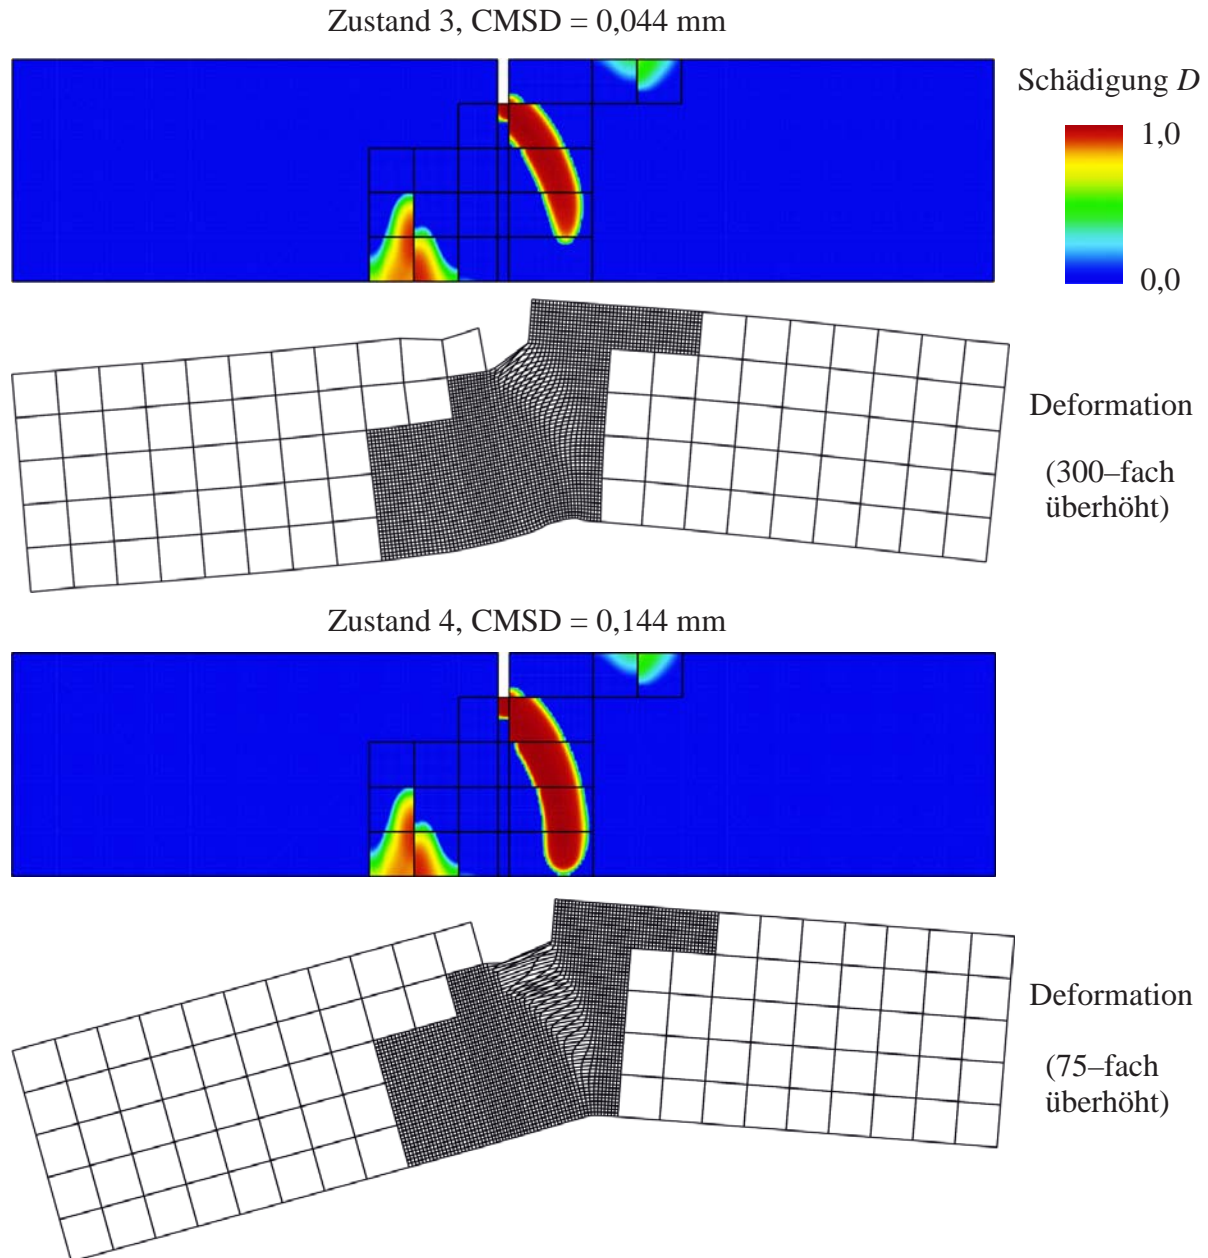 Zustand 3, CMSD = 0,044 mm
Schädigung D
1,0
0,0
Deformation
(300–fach
überhöht)
Zustand 4, CMSD = 0,144 mm
Deformation
(75–fach
überhöht)